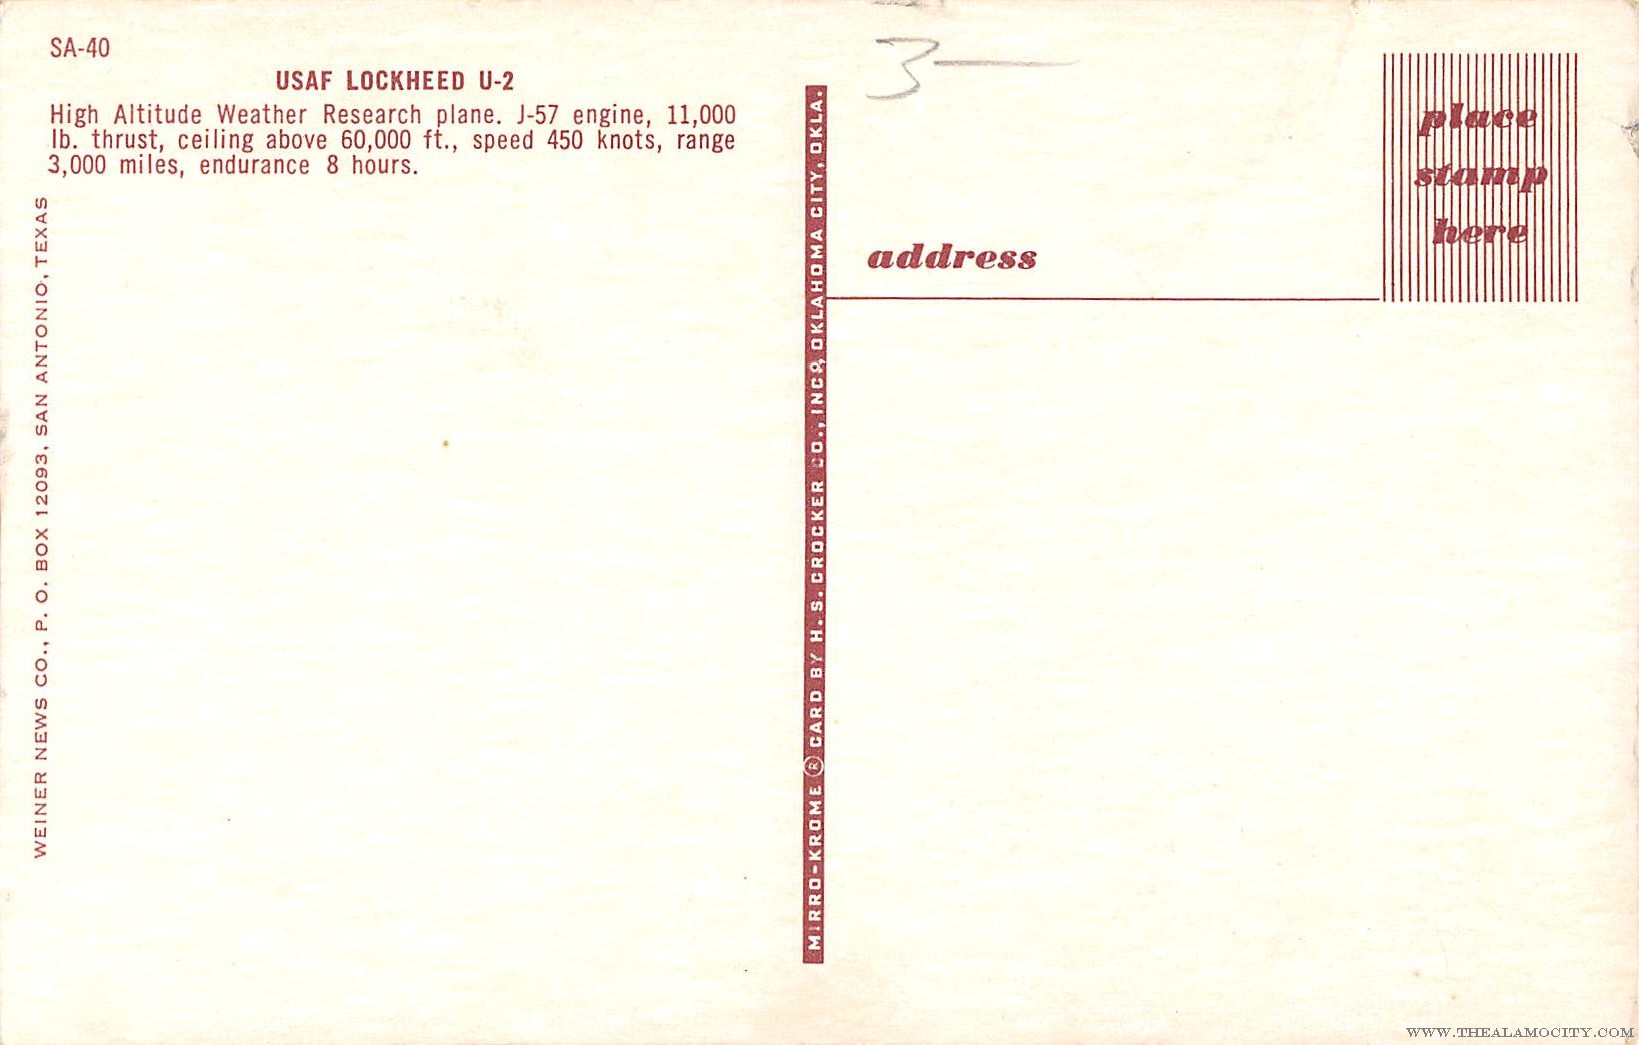 SA-40
USAF LOCKHEED U-2
High Altitude Weather Research plane. J-57 engine, 11,000
lb. thrust, ceiling above 60,000 ft., speed 450 knots, range
3,000 miles, endurance 8 hours.
WEINER NEWS CO., P. O. BOX 12093, SAN ANTONIO, TEXAS
MIRRO-KROME ® CARD BY H. S. CROCKER CO., INC., OKLAHOMA CITY, OKLA.
3—
place
stamp
here
address
WWW.THEALAMOCITY.COM